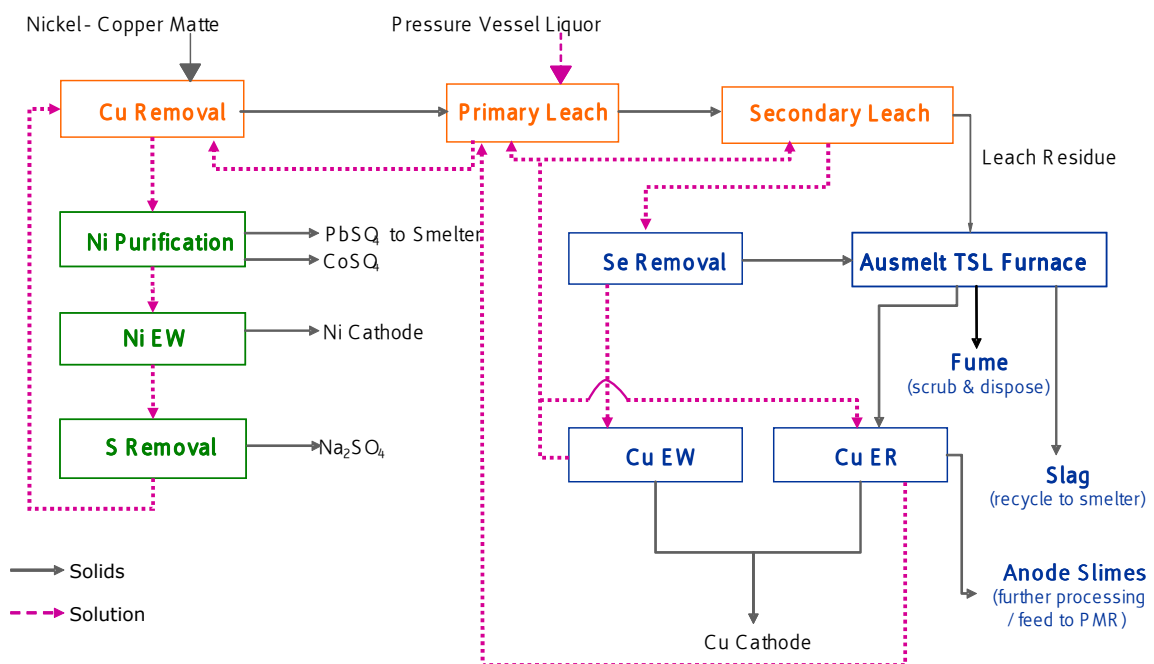 Nickel- Copper Matte
Pressure Vessel Liquor
Cu Removal
Primary Leach
Secondary Leach
Leach Residue
Ni Purification
PbSO4 to Smelter
CoSO4
Se Removal
Ausmelt TSL Furnace
Ni EW
Ni Cathode
Fume
(scrub & dispose)
S Removal
Na2SO4
Cu EW
Cu ER
Slag
(recycle to smelter)
Solids
Solution
Anode Slimes
(further processing
/ feed to PMR)
Cu Cathode